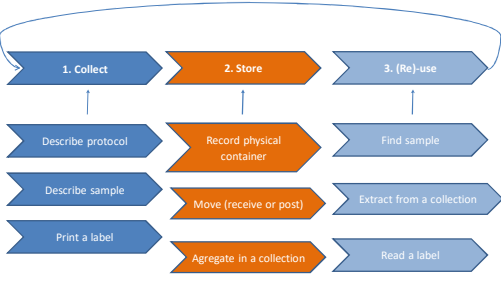 1. Collect
2. Store
3. (Re)-use
Describe protocol
Record physical
container
Find sample
Describe sample
Move (receive or post)
Extract from a collection
Print a label
Agregate in a collection
Read a label